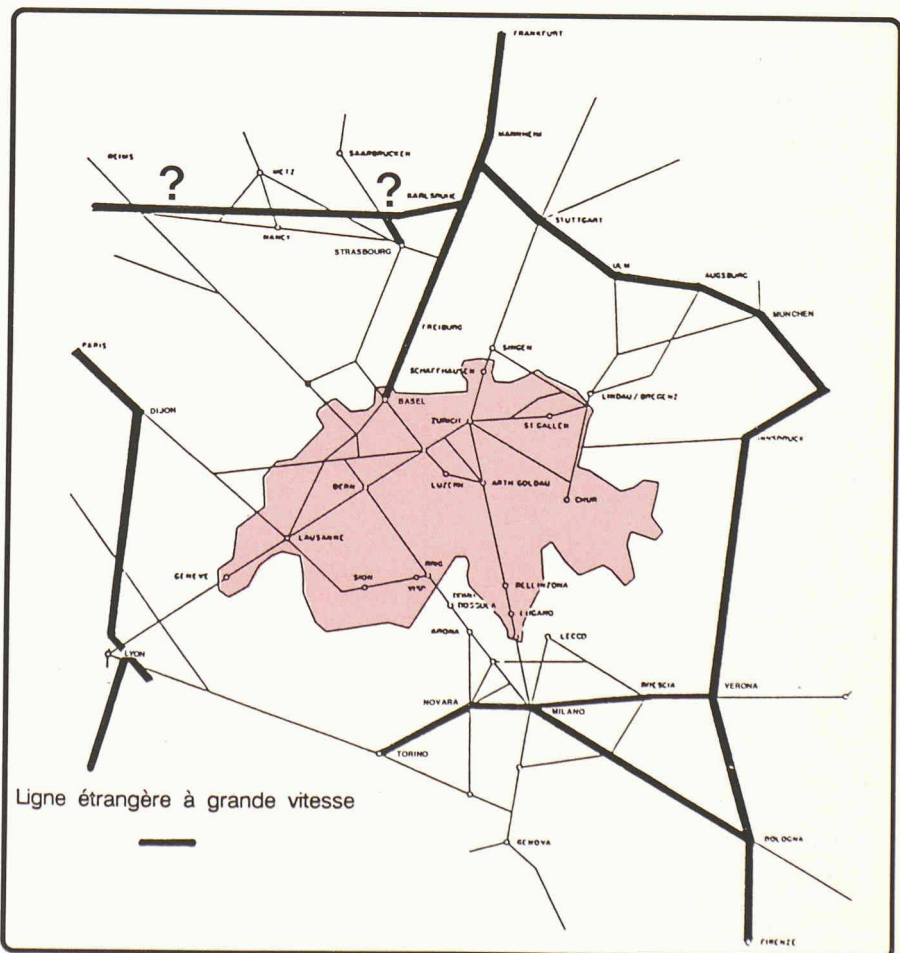 FRANKFURT
MANNHEIM
REIMS
?
METZ
SAARBRUCKEN
?
KARLSRUHE
NANCY
STRASBOURG
STUTTGART
ULM
AUGSBURG
MUNCHEN
FREIBURG
PARIS
DIJON
SINGEN
SCHAFFHAUSEN
BASEL
LINDAU / BREGENZ
ZURICH
ST GALLEN
INNSBRUCK
BERN
LUZERN
ARTH GOLDAU
CHUR
LAUSANNE
GENEVE
SION
BRIG
VISP
BELLINZONA
DOMO
DOSSOLA
LUGANO
ARONA
LECCO
LYON
NOVARA
MILANO
BRESCIA
VERONA
TORINO
Ligne étrangère à grande vitesse
GENOVA
BOLOGNA
FIRENZE